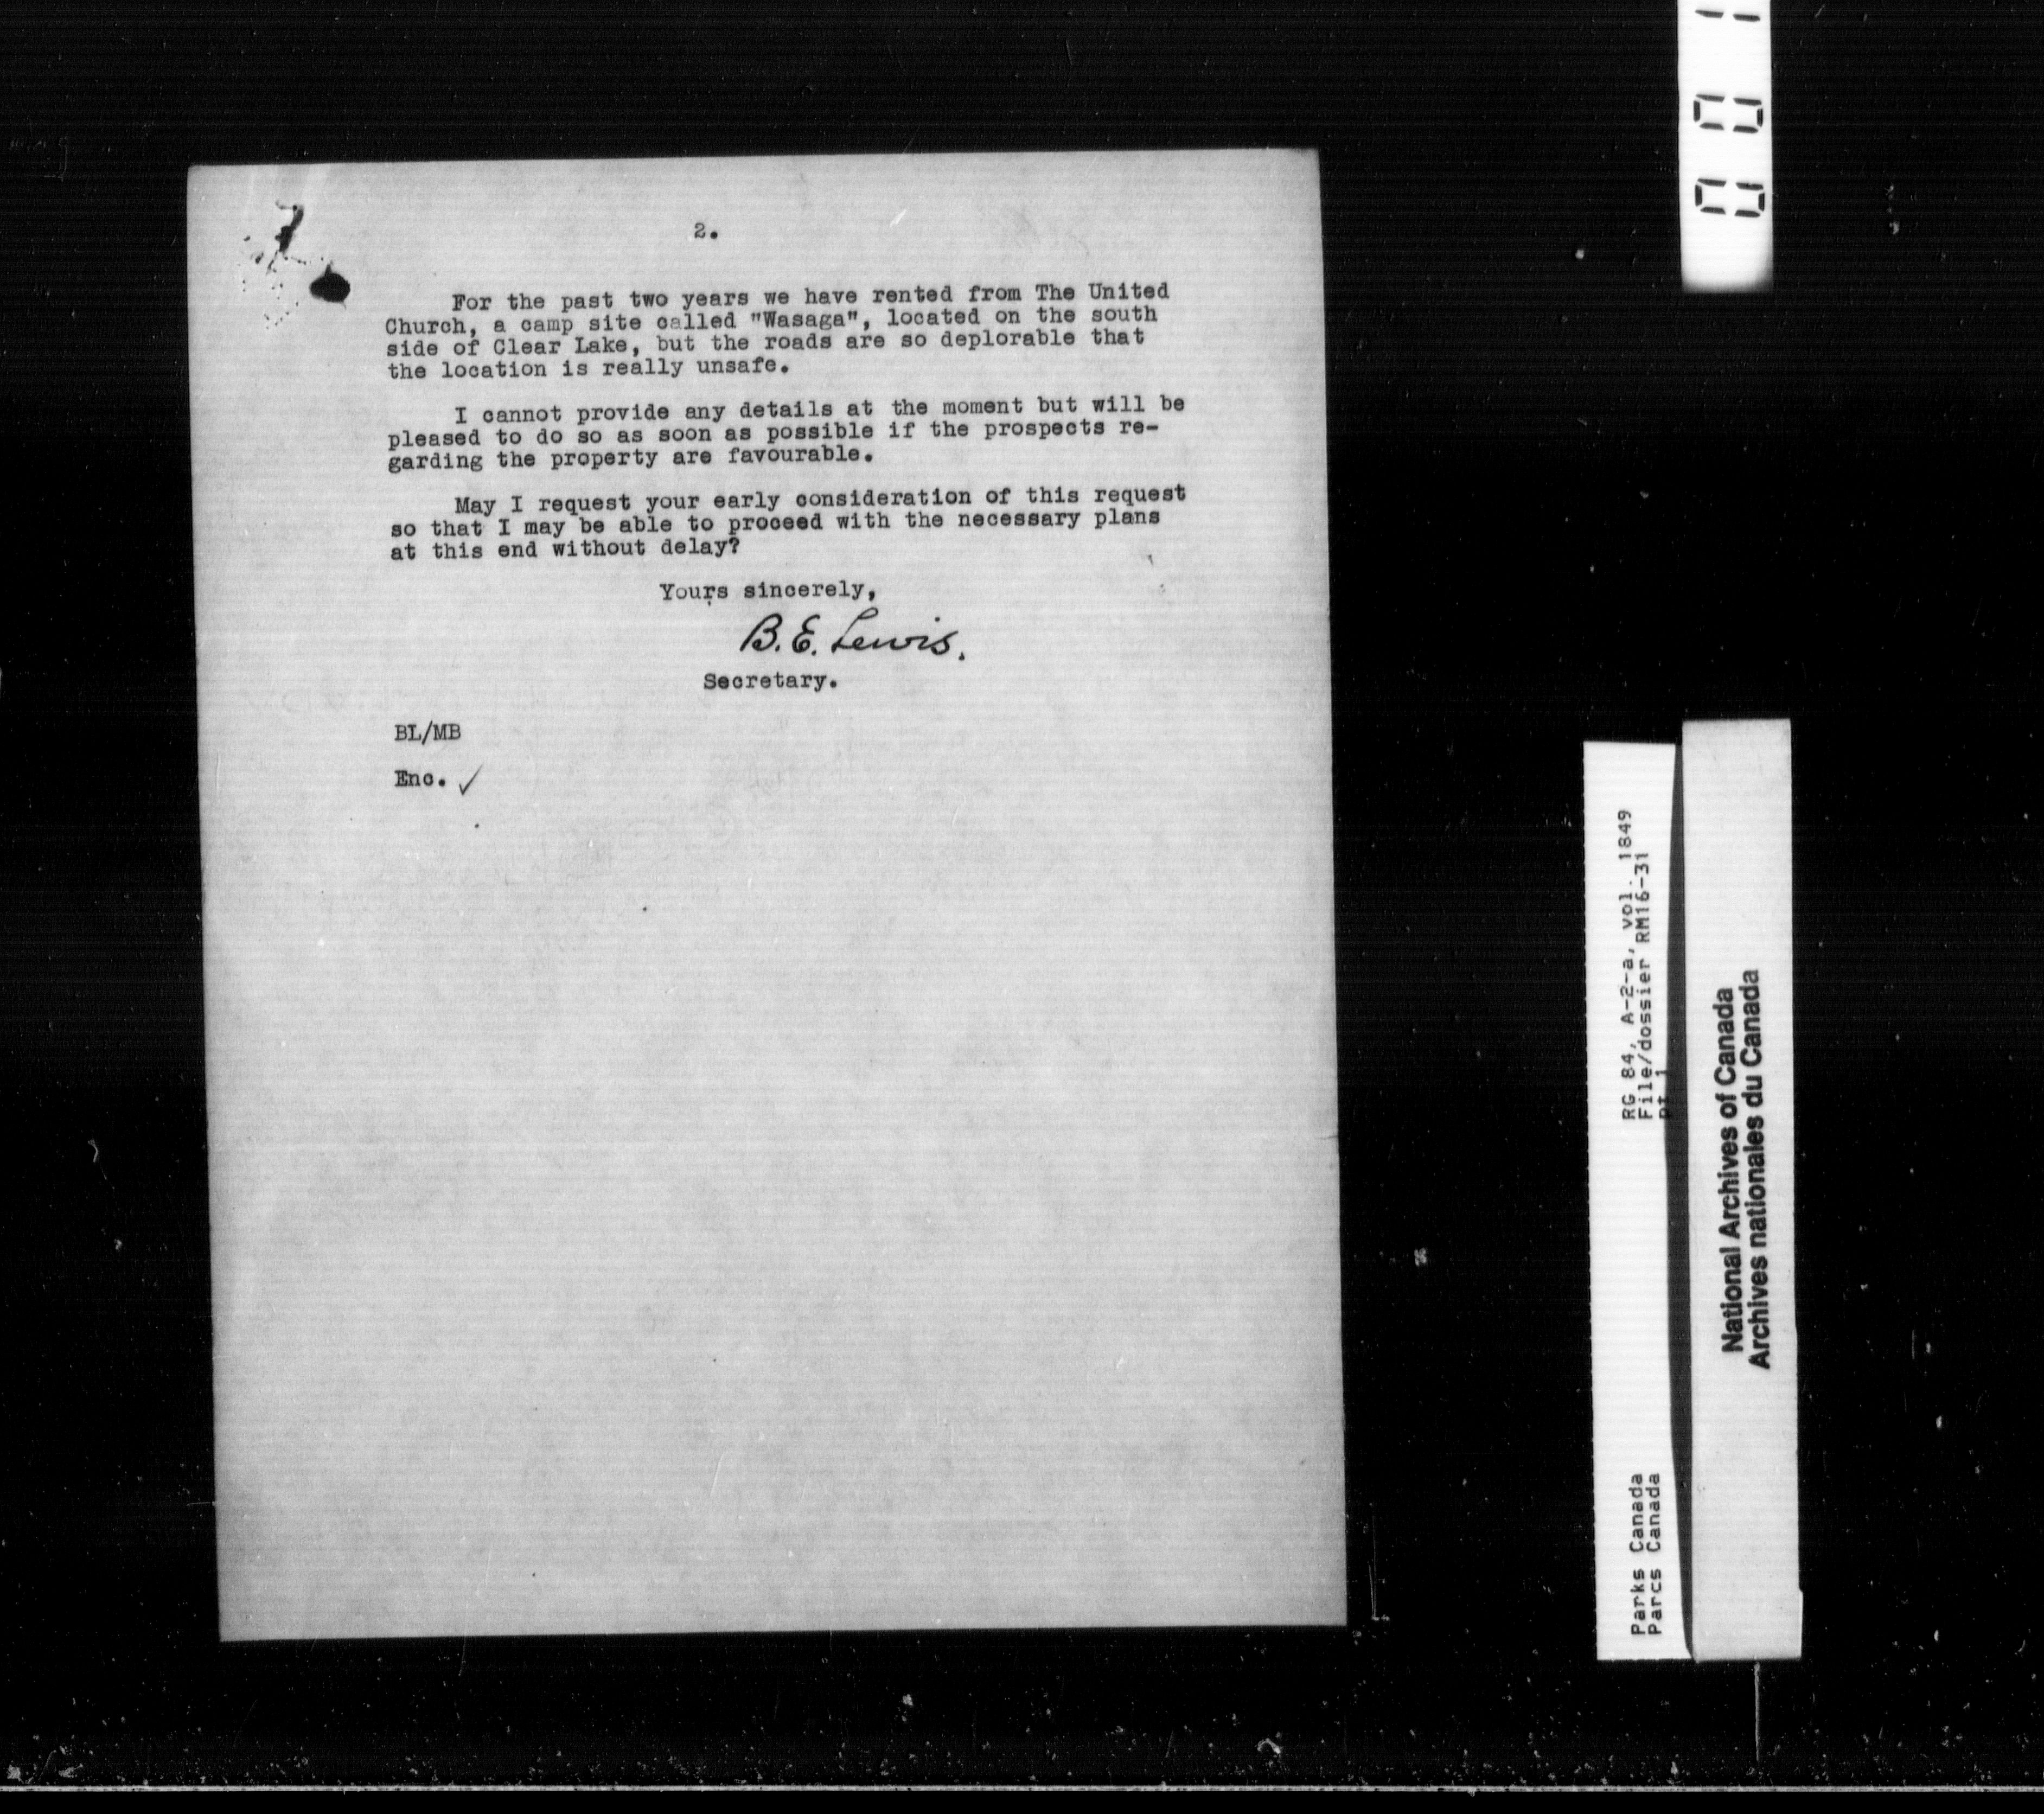 2.
For the past two years we have rented from The United
Church, a camp site called "Wasaga", located on the south
side of Clear Lake, but the roads are so deplorable that
the location is really unsafe.
I cannot provide any details at the moment but will be
pleased to do so as soon as possible if the prospects re-
garding the property are favourable.
May I request your early consideration of this request
so that I may be able to proceed with the necessary plans
at this end without delay?
Yours sincerely,
B. E. Lewis.
Secretary.
BL/MB
Enc. ✓
Parks Canada
Parcs Canada
RG 84, A-2-a, vol. 1849
File/dossier RM16-31
pt 1
National Archives of Canada
Archives nationales du Canada